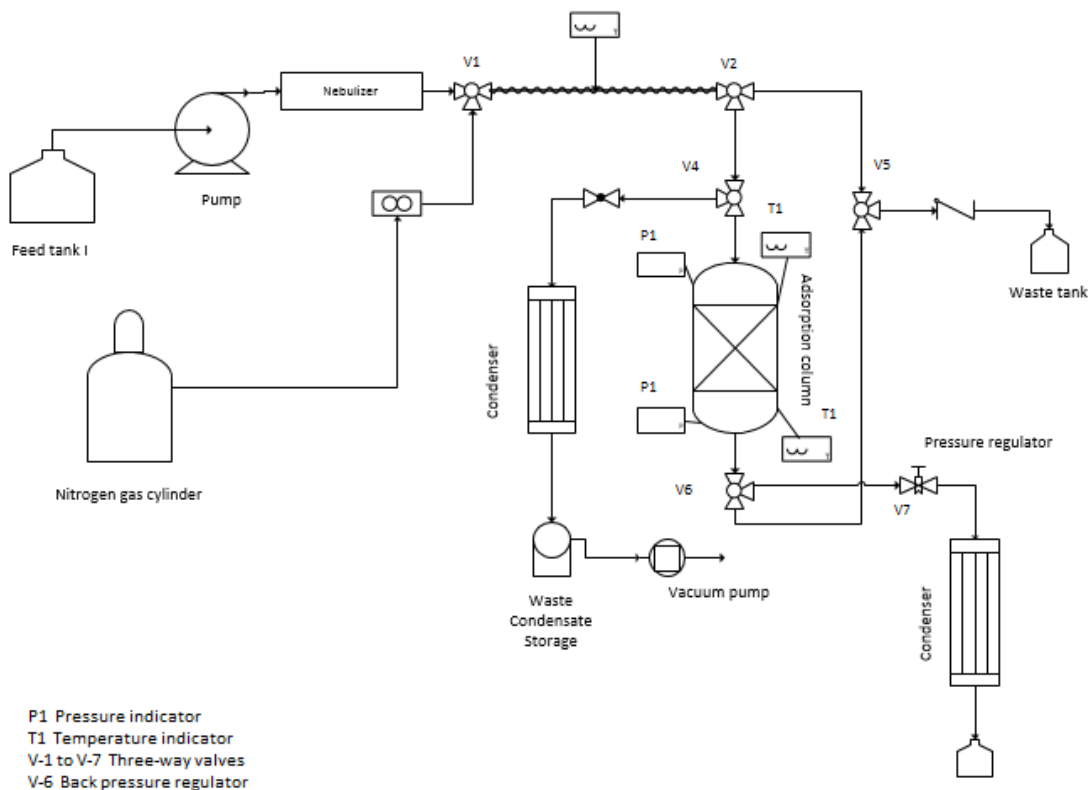 V1
V2
Nebulizer
Pump
Feed tank I
V4
V5
T1
P1
Waste tank
Adsorption column
Condenser
P1
T1
Pressure regulator
Nitrogen gas cylinder
V6
V7
Vacuum pump
Waste
Condensate
Storage
Condenser
P1 Pressure indicator
T1 Temperature indicator
V-1 to V-7 Three-way valves
V-6 Back pressure regulator